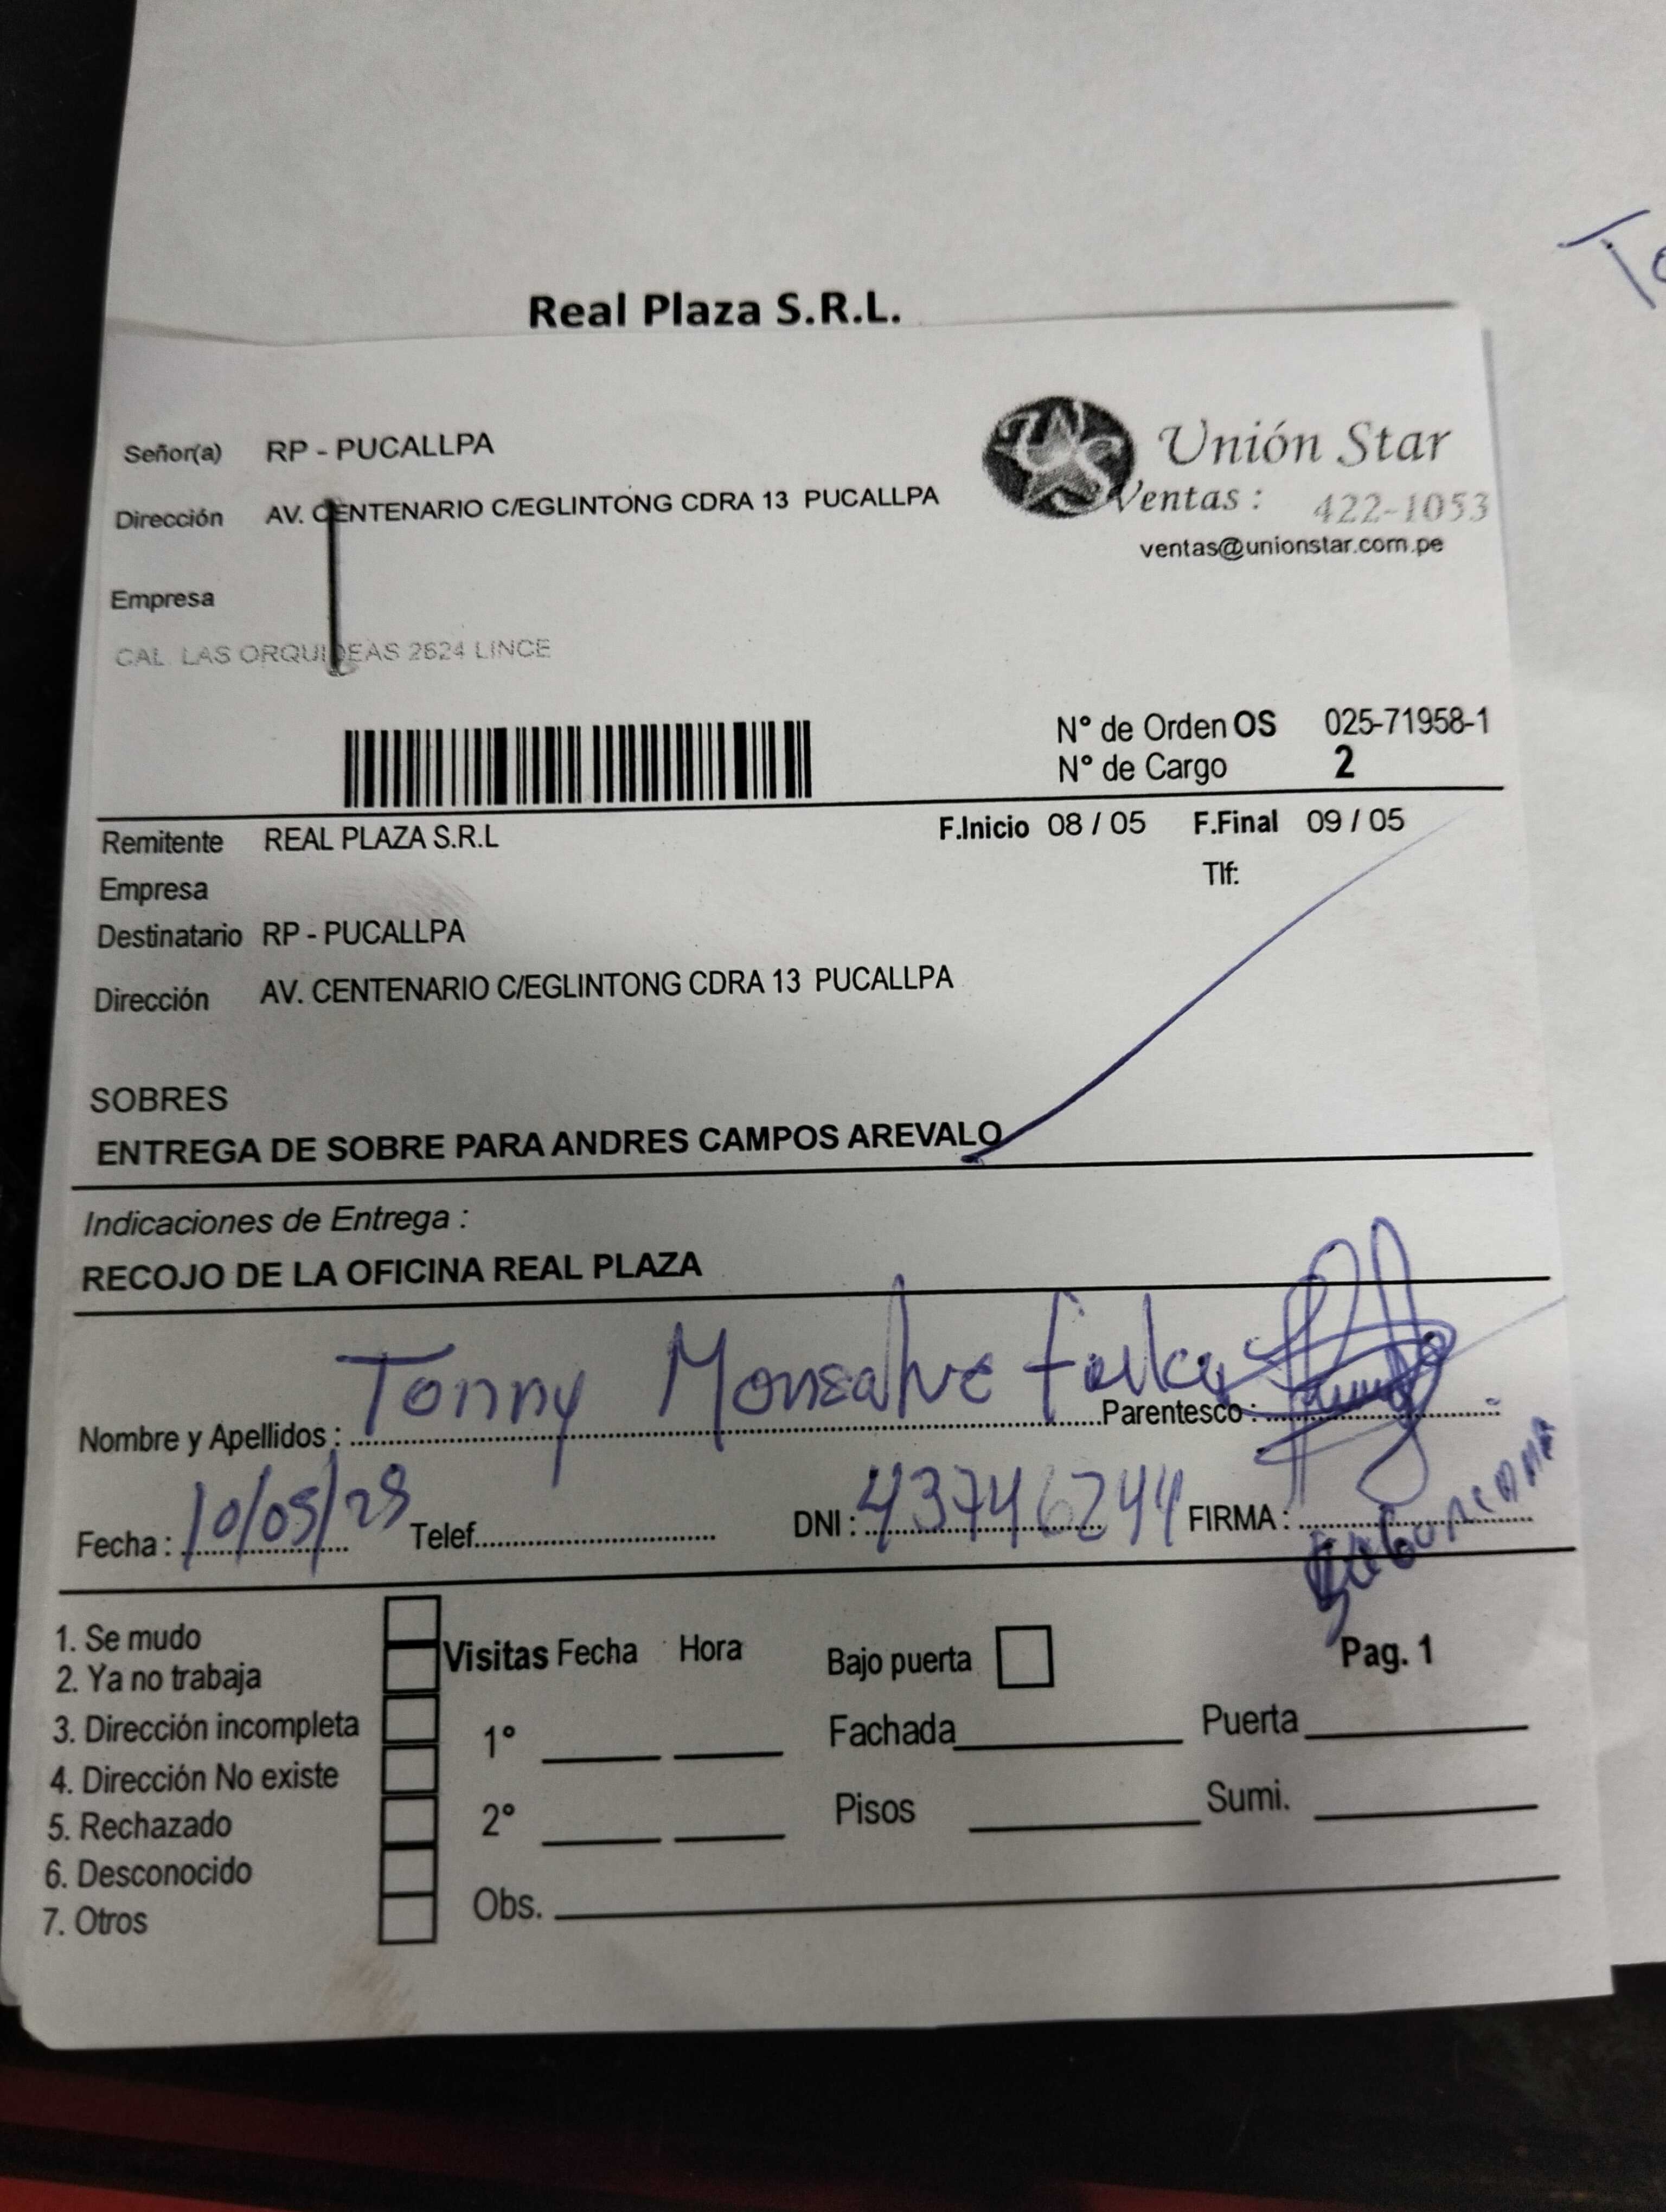 To
Real Plaza S.R.L.
Señor(a) RP - PUCALLPA
Unión Star
Dirección AV. CENTENARIO C/EGLINTONG CDRA 13 PUCALLPA
Ventas : 422-1053
ventas@unionstar.com.pe
Empresa
CAL. LAS ORQUIDEAS 2624 LINCE
N° de Orden OS 025-71958-1
N° de Cargo 2
Remitente REAL PLAZA S.R.L F.Inicio 08 / 05 F.Final 09 / 05
Empresa Tlf:
Destinatario RP - PUCALLPA
Dirección AV. CENTENARIO C/EGLINTONG CDRA 13 PUCALLPA
SOBRES
ENTREGA DE SOBRE PARA ANDRES CAMPOS AREVALO
Indicaciones de Entrega :
RECOJO DE LA OFICINA REAL PLAZA
Nombre y Apellidos : Tonny Monsalve Parentesco :
Fecha : 10/05/25 Telef. DNI : 43746244 FIRMA :
1. Se mudo
2. Ya no trabaja
3. Dirección incompleta
4. Dirección No existe
5. Rechazado
6. Desconocido
7. Otros
Visitas Fecha Hora
1°
2°
Obs.
Bajo puerta Pag. 1
Fachada Puerta
Pisos Sumi.